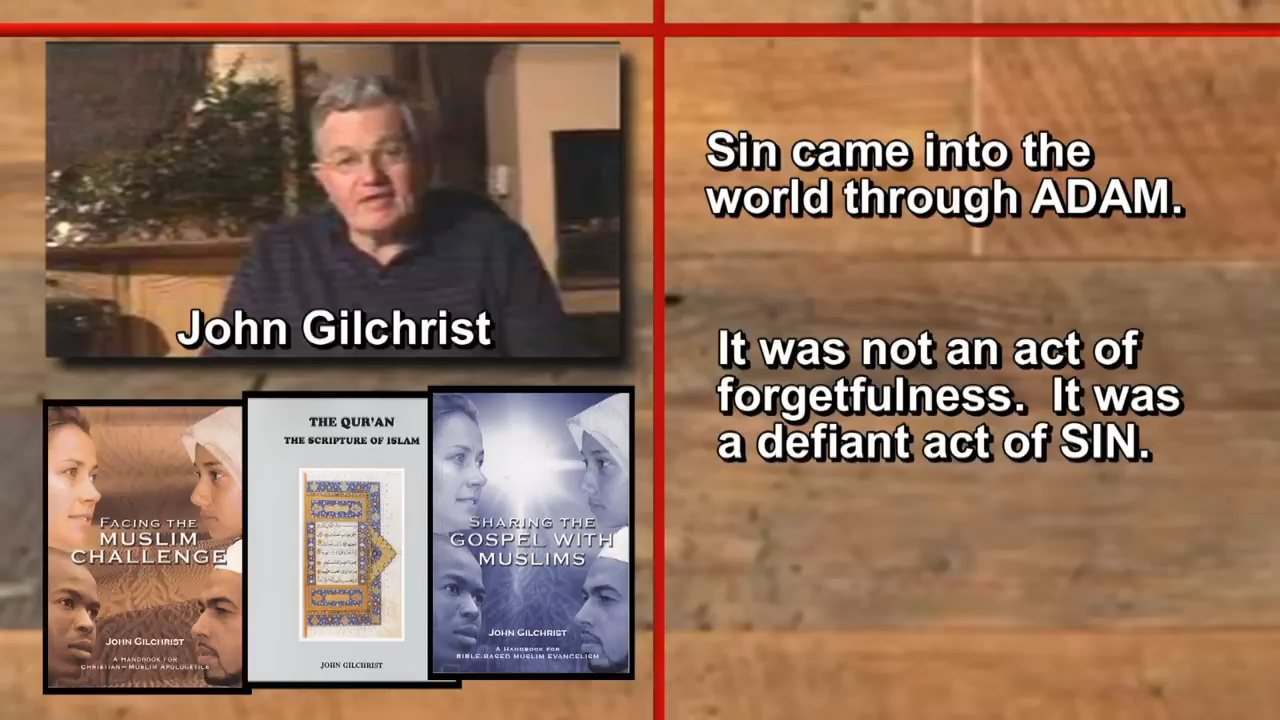 John Gilchrist
FACING THE
MUSLIM
CHALLENGE
JOHN GILCHRIST
A HANDBOOK FOR
CHRISTIAN–MUSLIM APOLOGETICS
THE QUR'AN
THE SCRIPTURE OF ISLAM
JOHN GILCHRIST
SHARING THE
GOSPEL WITH
MUSLIMS
JOHN GILCHRIST
A HANDBOOK FOR
BIBLE-BASED MUSLIM EVANGELISM
Sin came into the
world through ADAM.
It was not an act of
forgetfulness. It was
a defiant act of SIN.